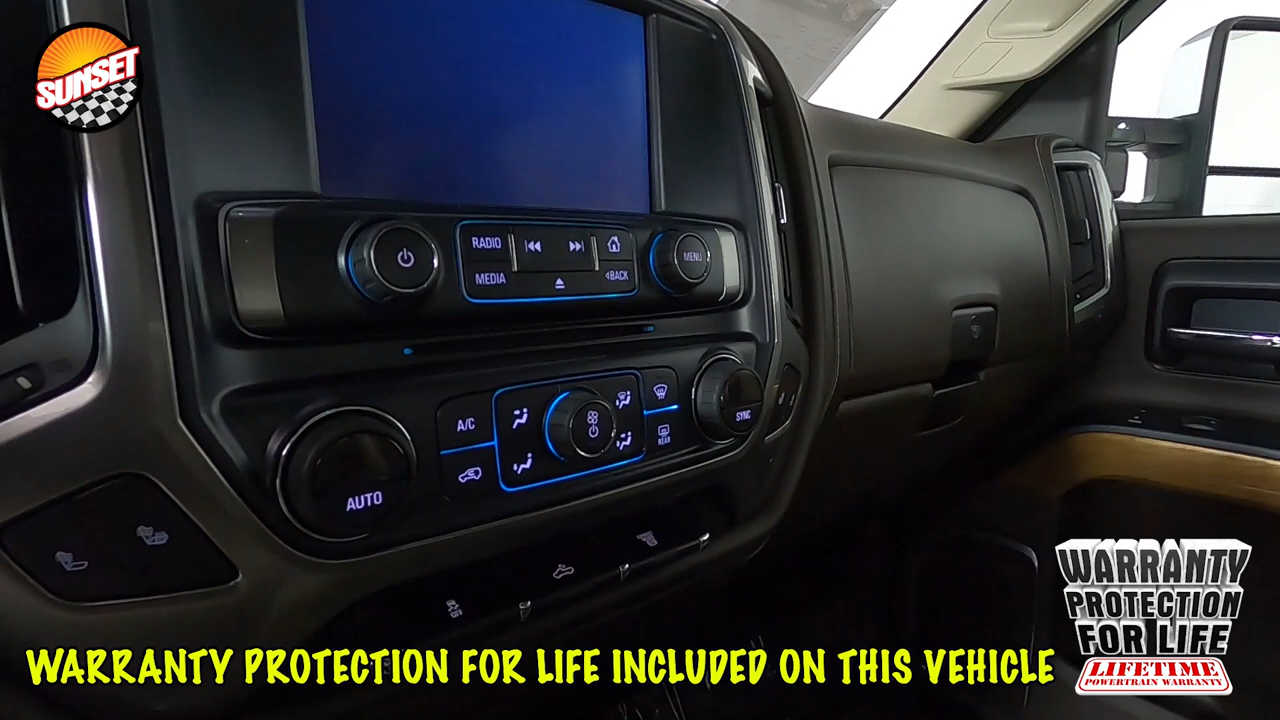 SUNSET
RADIO
MEDIA
BACK
MENU
A/C
AUTO
REAR
SYNC
WARRANTY PROTECTION FOR LIFE INCLUDED ON THIS VEHICLE
WARRANTY
PROTECTION
FOR LIFE
LIFETIME
POWERTRAIN WARRANTY